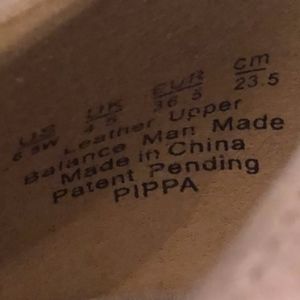 US UK EUR cm
6.5W 4.5 36.5 23.5
Leather Upper
Balance Man Made
Made in China
Patent Pending
PIPPA